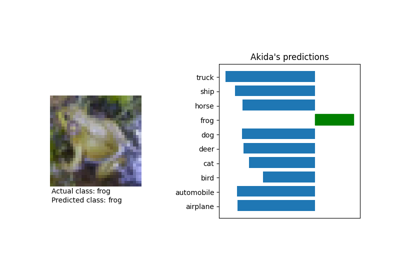 Akida's predictions
truck
ship
horse
frog
dog
deer
cat
bird
automobile
airplane
Actual class: frog
Predicted class: frog